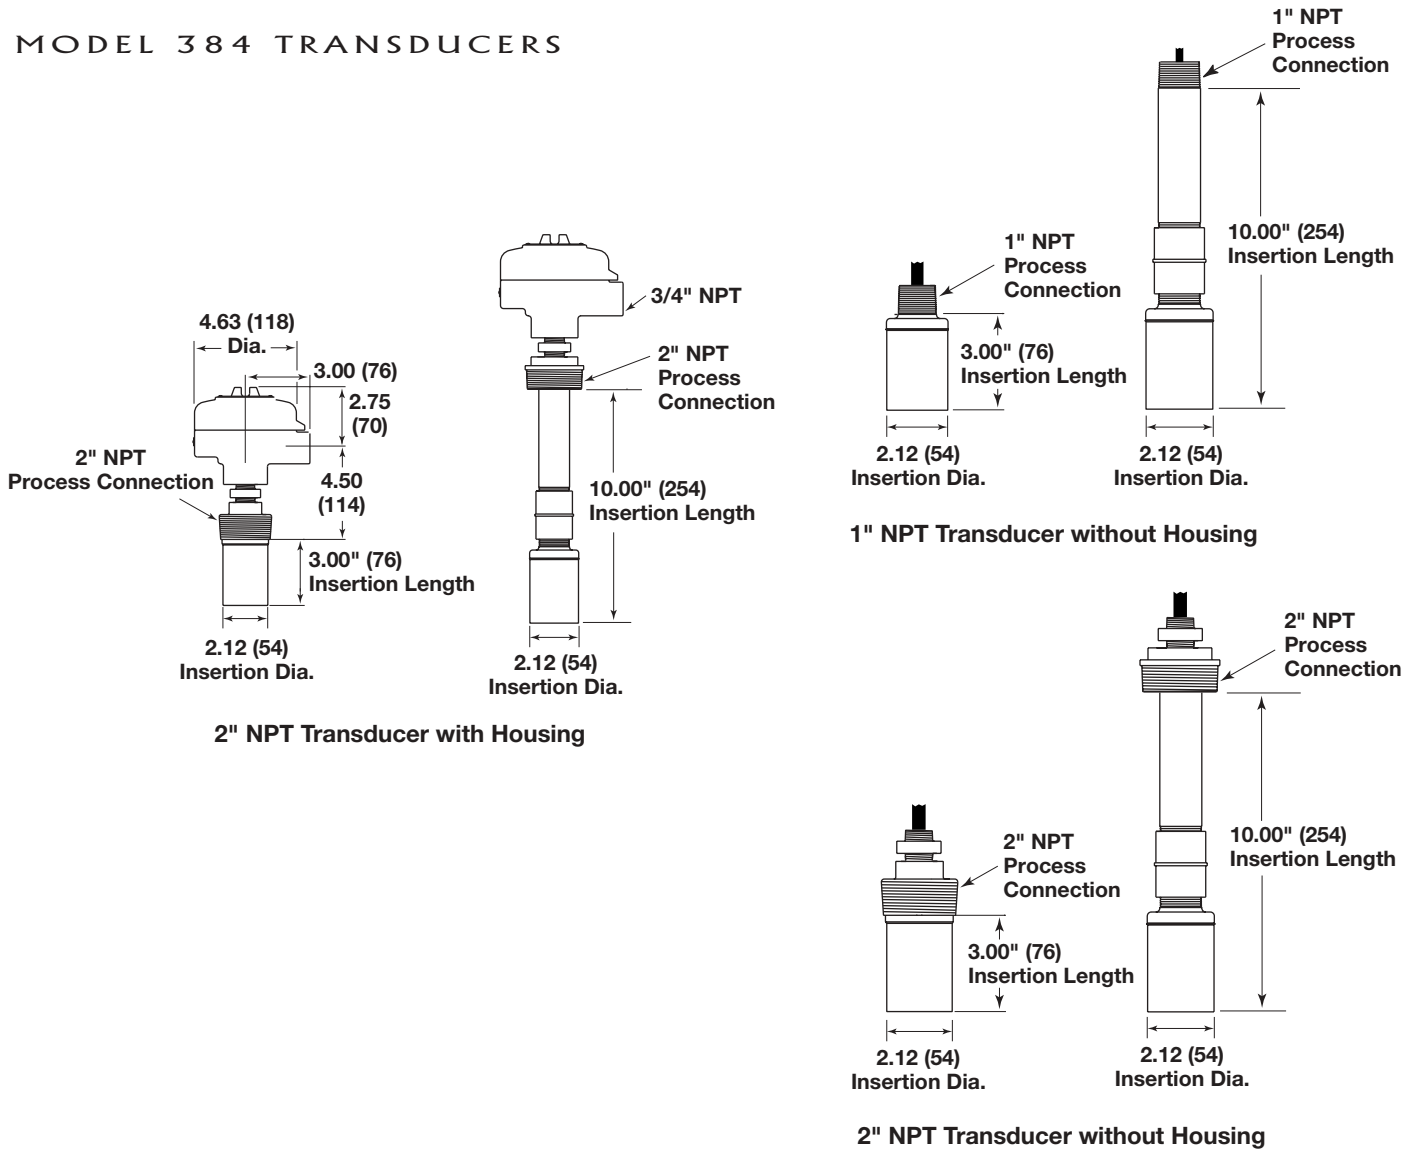 MODEL 384 TRANSDUCERS
4.63 (118)
Dia.
3.00 (76)
2.75
(70)
2" NPT
Process Connection
4.50
(114)
3.00" (76)
Insertion Length
2.12 (54)
Insertion Dia.
3/4" NPT
2" NPT
Process
Connection
10.00" (254)
Insertion Length
2.12 (54)
Insertion Dia.
2" NPT Transducer with Housing
1" NPT
Process
Connection
3.00" (76)
Insertion Length
2.12 (54)
Insertion Dia.
1" NPT
Process
Connection
10.00" (254)
Insertion Length
2.12 (54)
Insertion Dia.
1" NPT Transducer without Housing
2" NPT
Process
Connection
3.00" (76)
Insertion Length
2.12 (54)
Insertion Dia.
2" NPT
Process
Connection
10.00" (254)
Insertion Length
2.12 (54)
Insertion Dia.
2" NPT Transducer without Housing